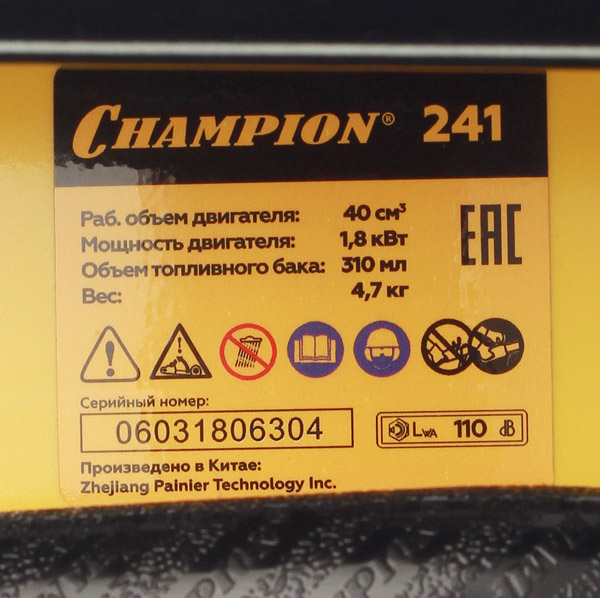 CHAMPION® 241
Раб. объем двигателя: 40 см³
Мощность двигателя: 1,8 кВт
Объем топливного бака: 310 мл
Вес: 4,7 кг
EAC
Серийный номер:
06031806304
LWA 110 dB
Произведено в Китае:
Zhejiang Painier Technology Inc.